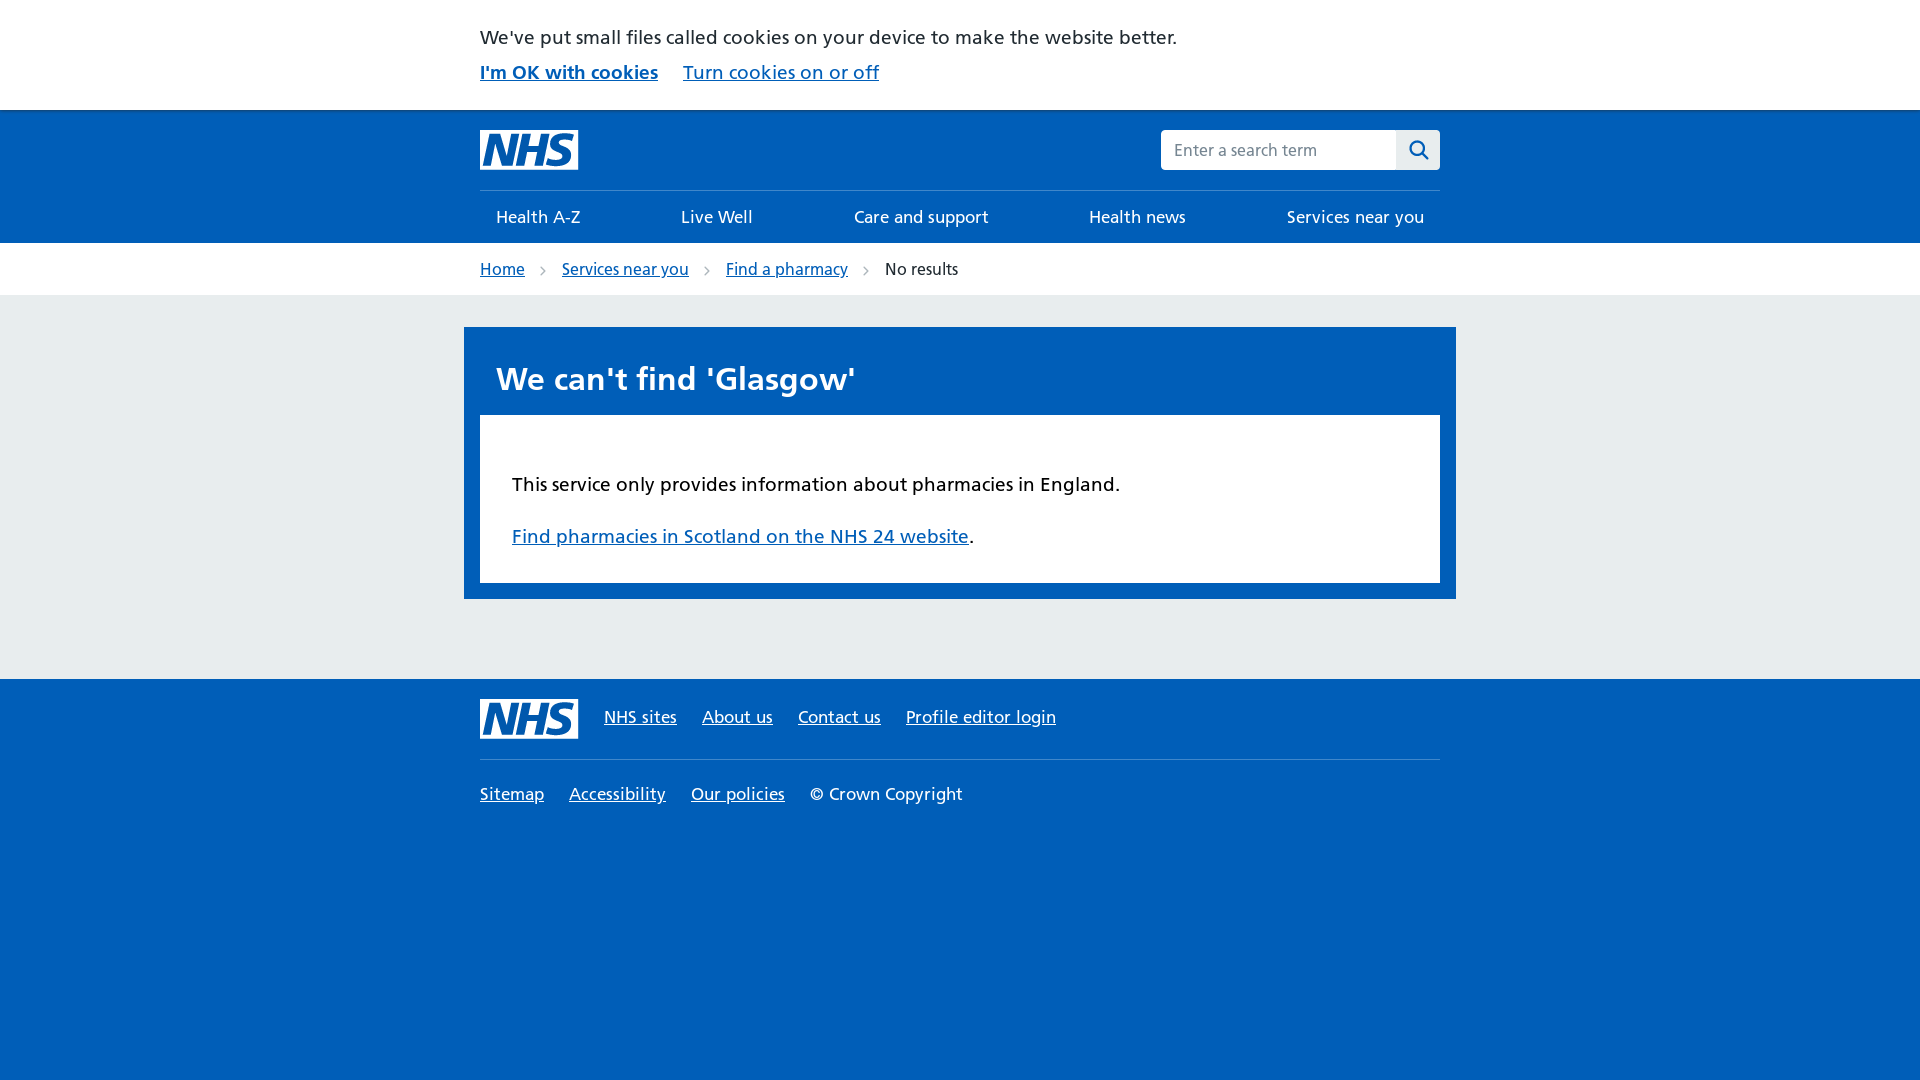 We've put small files called cookies on your device to make the website better.
I'm OK with cookies Turn cookies on or off
NHS Enter a search term
Health A-Z Live Well Care and support Health news Services near you
Home Services near you Find a pharmacy No results
We can't find 'Glasgow'
This service only provides information about pharmacies in England.
Find pharmacies in Scotland on the NHS 24 website.
NHS NHS sites About us Contact us Profile editor login
Sitemap Accessibility Our policies © Crown Copyright